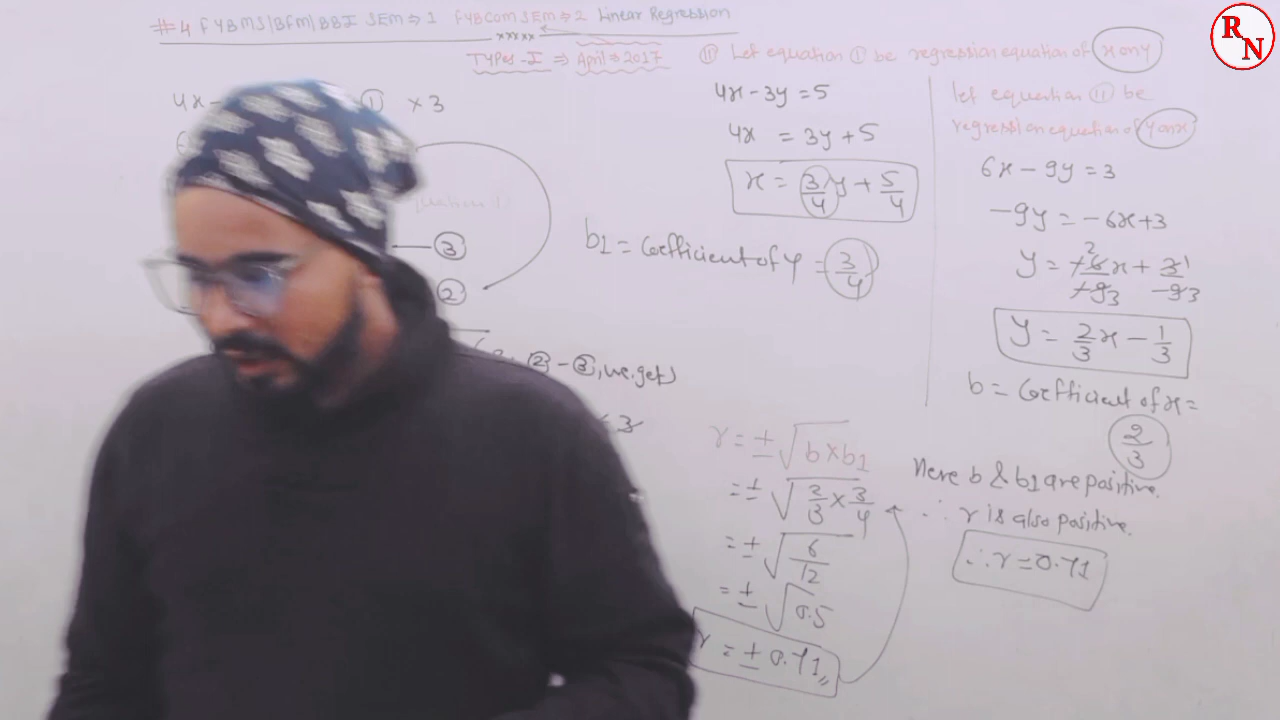 #4 FYBMS/BFM/BBI SEM⇒1 FYBCom SEM⇒2 Linear Regression
xxxxx
TYPES-I ⇒ April⇒2017
RN
4x-
① ×3
③
②
② - ③, we get
(ii) Let equation ① be regression equation of x on y
4x - 3y = 5
4x = 3y + 5
x = 3/4 y + 5/4
b1 = Coefficient of y = 3/4
r = ± √b×b1
= ± √2/3 × 3/4
= ± √6/12
= ± √0.5
r = ± 0.71
let equation (ii) be
regression equation of y on x
6x - 9y = 3
-9y = -6x+3
y = -6x/-9 + 3/-9
y = 2/3 x - 1/3
b = Coefficient of x =
2/3
Here b & b1 are positive.
∴ r is also positive.
∴ r = 0.71